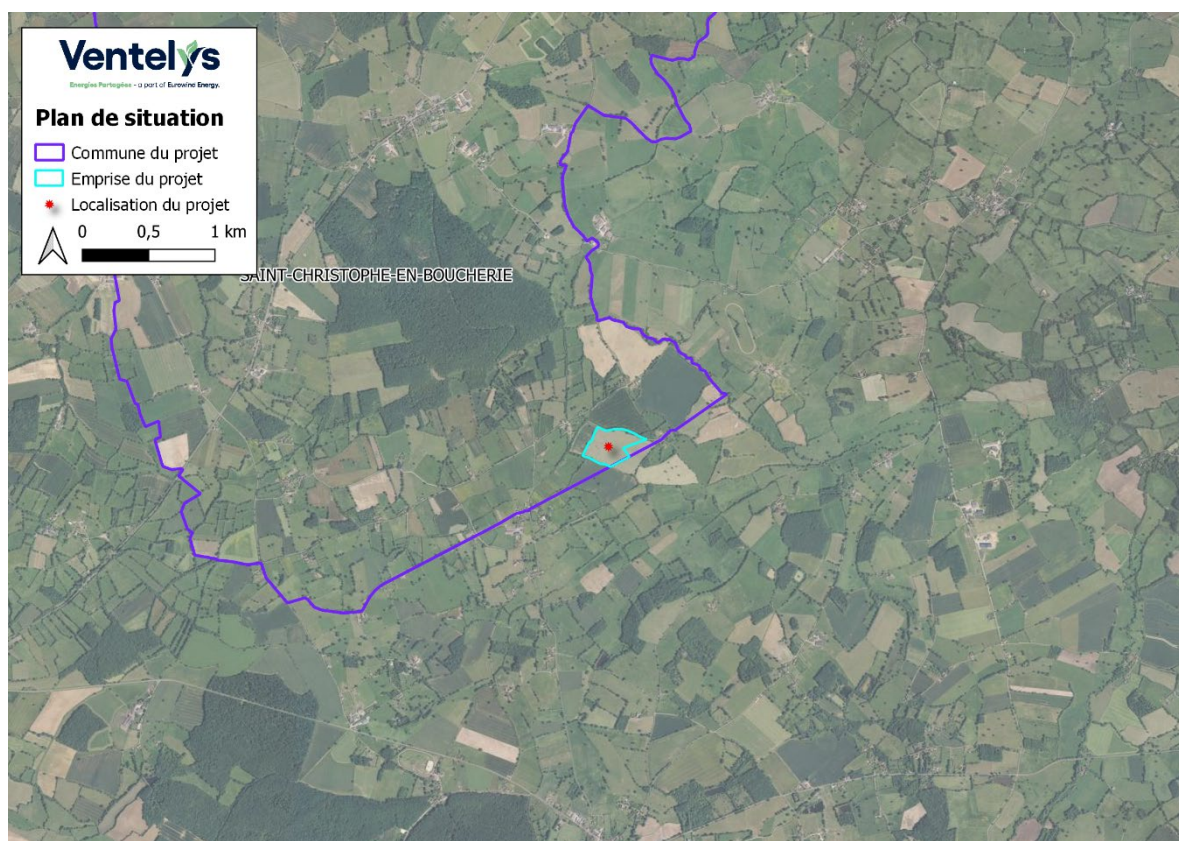 Ventelys
Energies Partagées - a part of Eurowind Energy.
Plan de situation
Commune du projet
Emprise du projet
Localisation du projet
0 0,5 1 km
SAINT-CHRISTOPHE-EN-BOUCHERIE